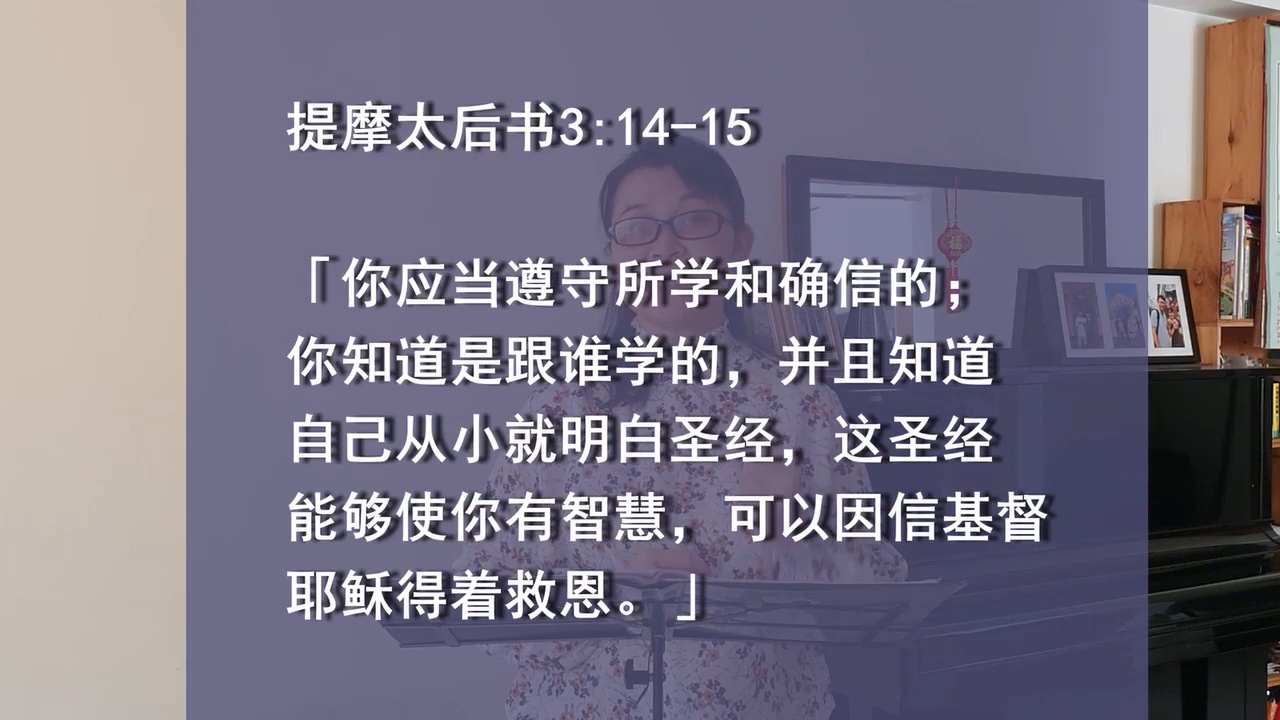 提摩太后书3:14-15
「你应当遵守所学和确信的;
你知道是跟谁学的，并且知道
自己从小就明白圣经，这圣经
能够使你有智慧，可以因信基督
耶稣得着救恩。」
福